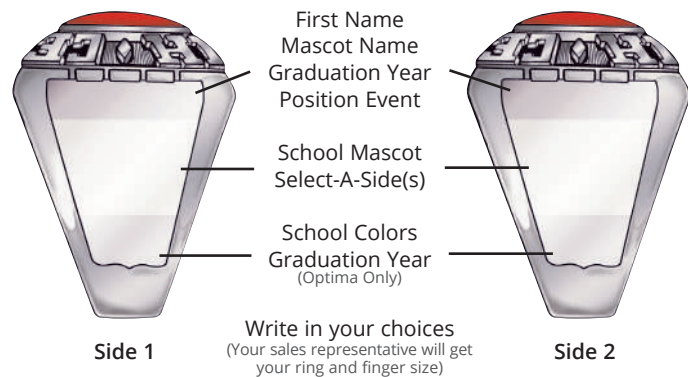 First Name
Mascot Name
Graduation Year
Position Event
School Mascot
Select-A-Side(s)
School Colors
Graduation Year
(Optima Only)
Write in your choices
(Your sales representative will get
your ring and finger size)
Side 1
Side 2